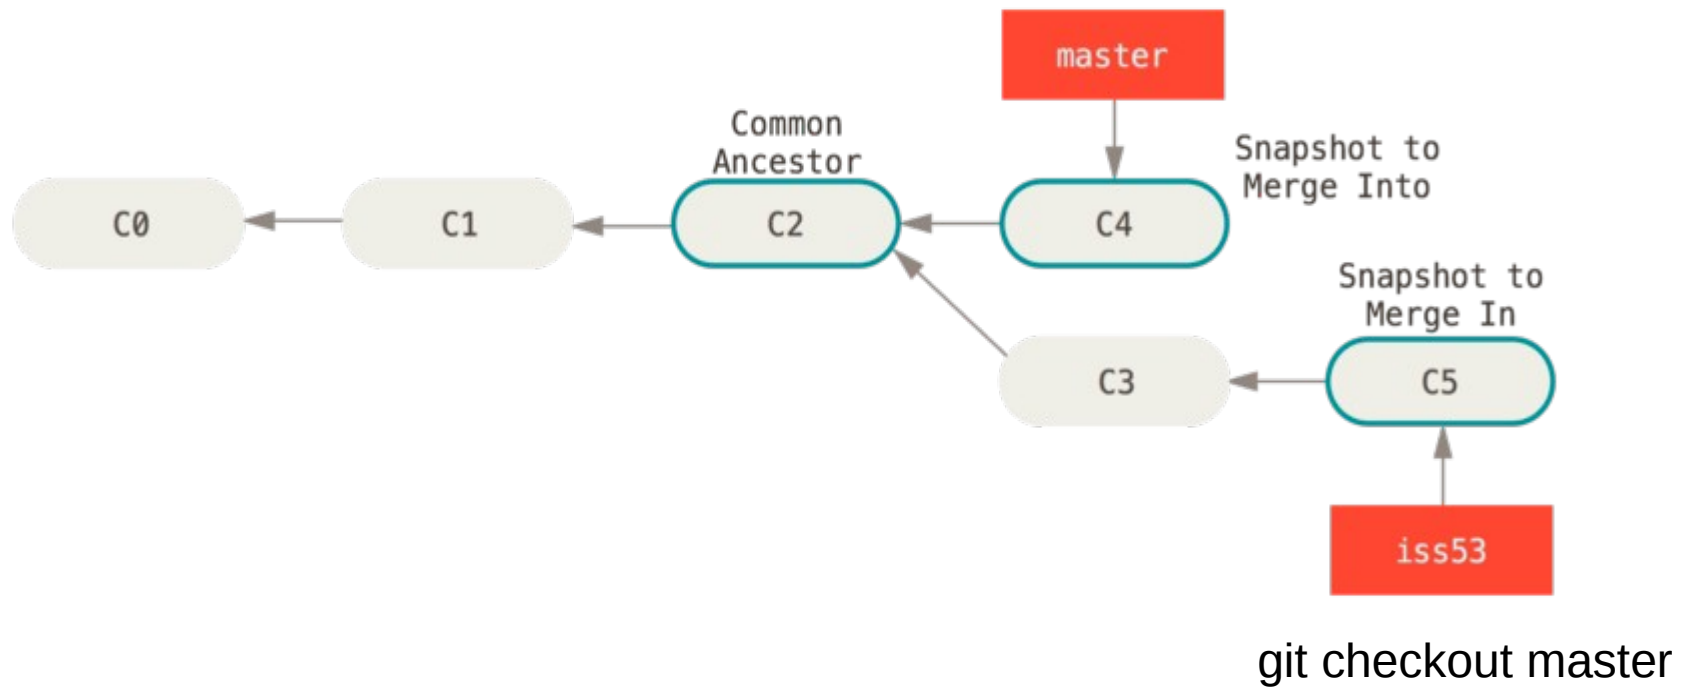 master
Common
Ancestor
Snapshot to
Merge Into
C0
C1
C2
C4
Snapshot to
Merge In
C3
C5
iss53
git checkout master